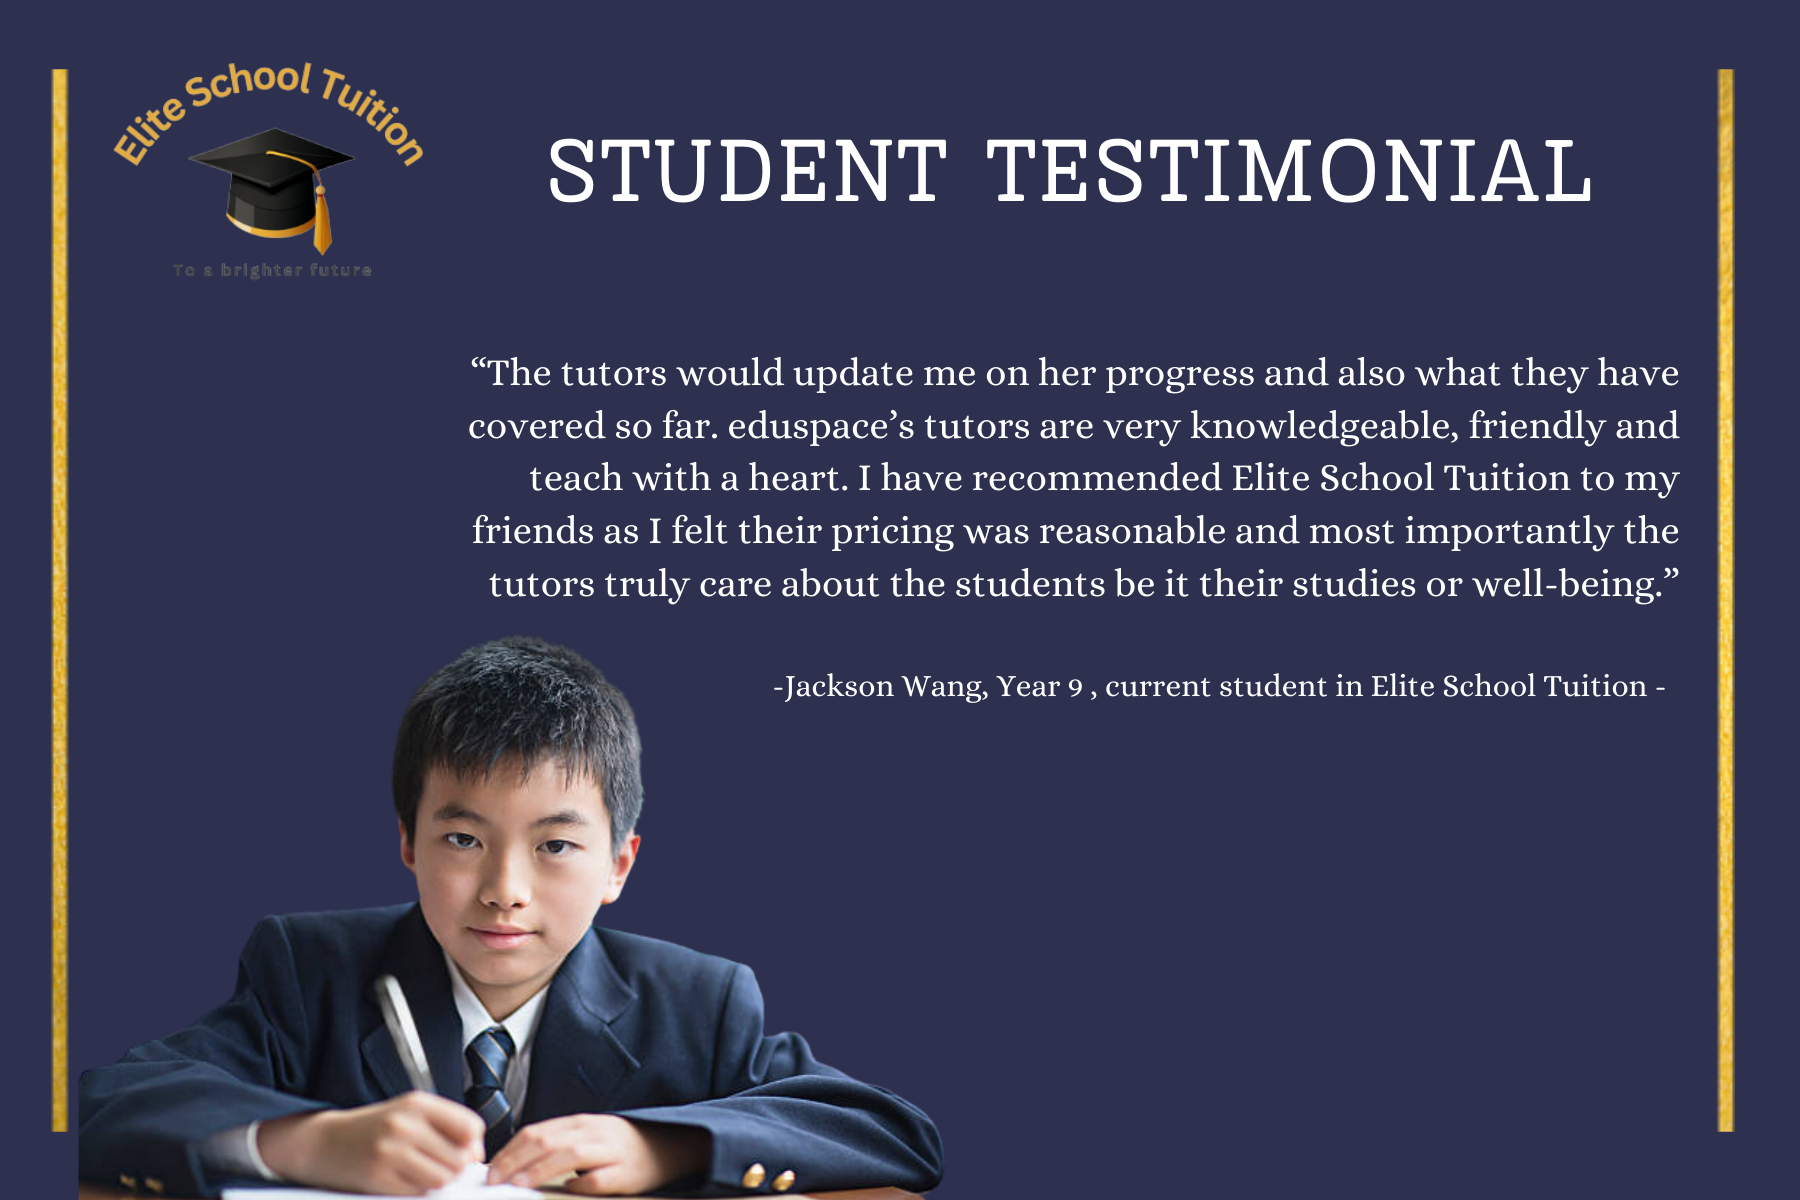 Elite School Tuition
To a brighter future
STUDENT TESTIMONIAL
“The tutors would update me on her progress and also what they have
covered so far. eduspace’s tutors are very knowledgeable, friendly and
teach with a heart. I have recommended Elite School Tuition to my
friends as I felt their pricing was reasonable and most importantly the
tutors truly care about the students be it their studies or well-being.”
-Jackson Wang, Year 9 , current student in Elite School Tuition -